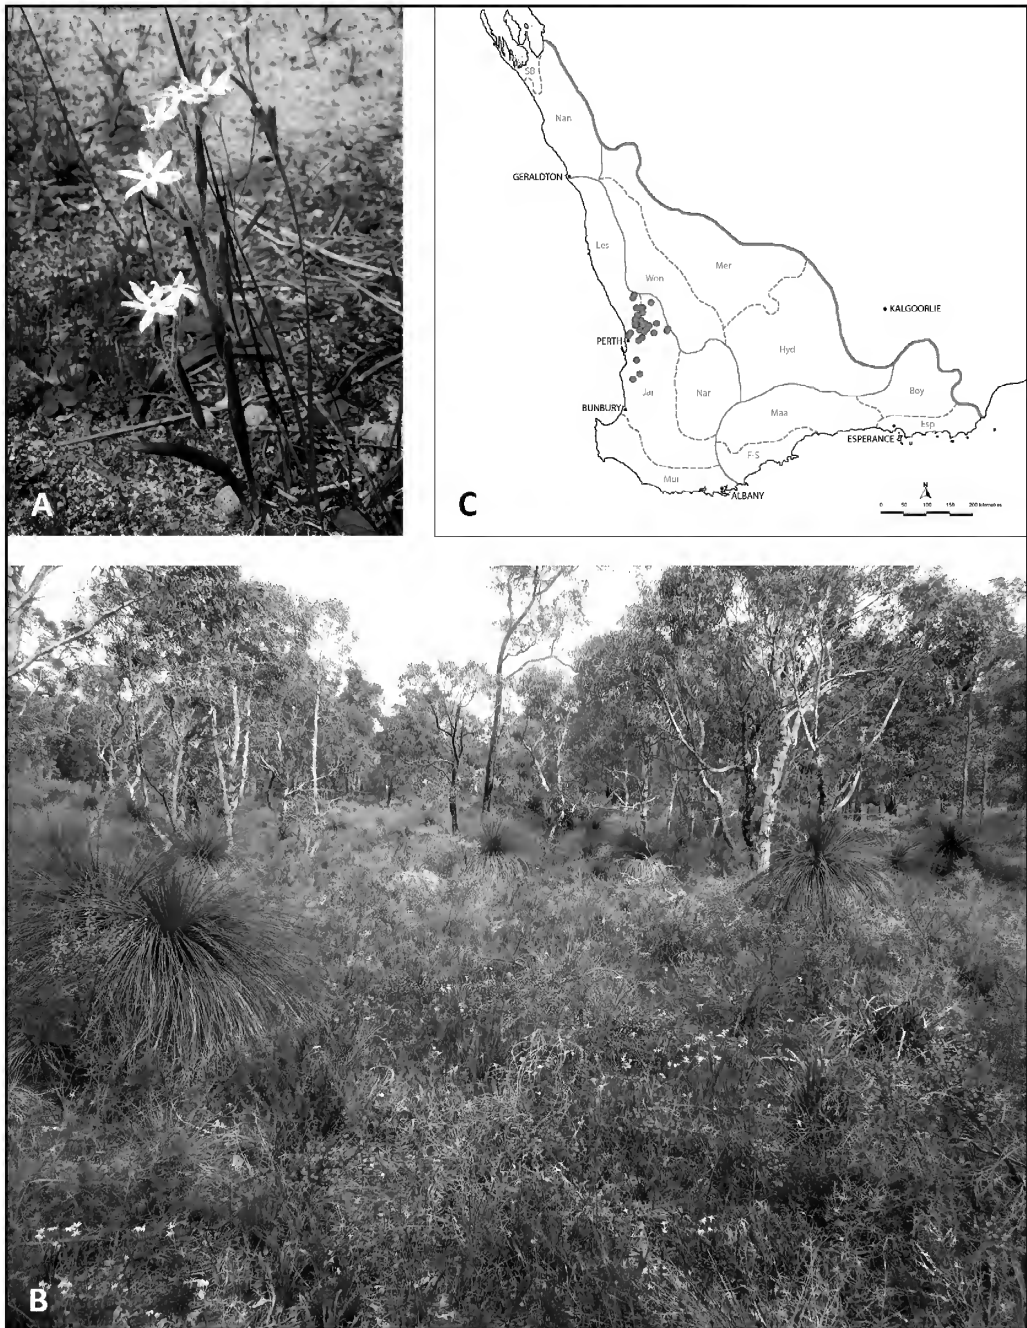 A
C
SB
Nan
GERALDTON
Les
Won
Mer
KALGOORLIE
PERTH
Hyd
BUNBURY
Jar
Nar
Boy
Maa
Esp
ESPERANCE
F-S
Mui
ALBANY
N
0 50 100 150 200 kilometres
B